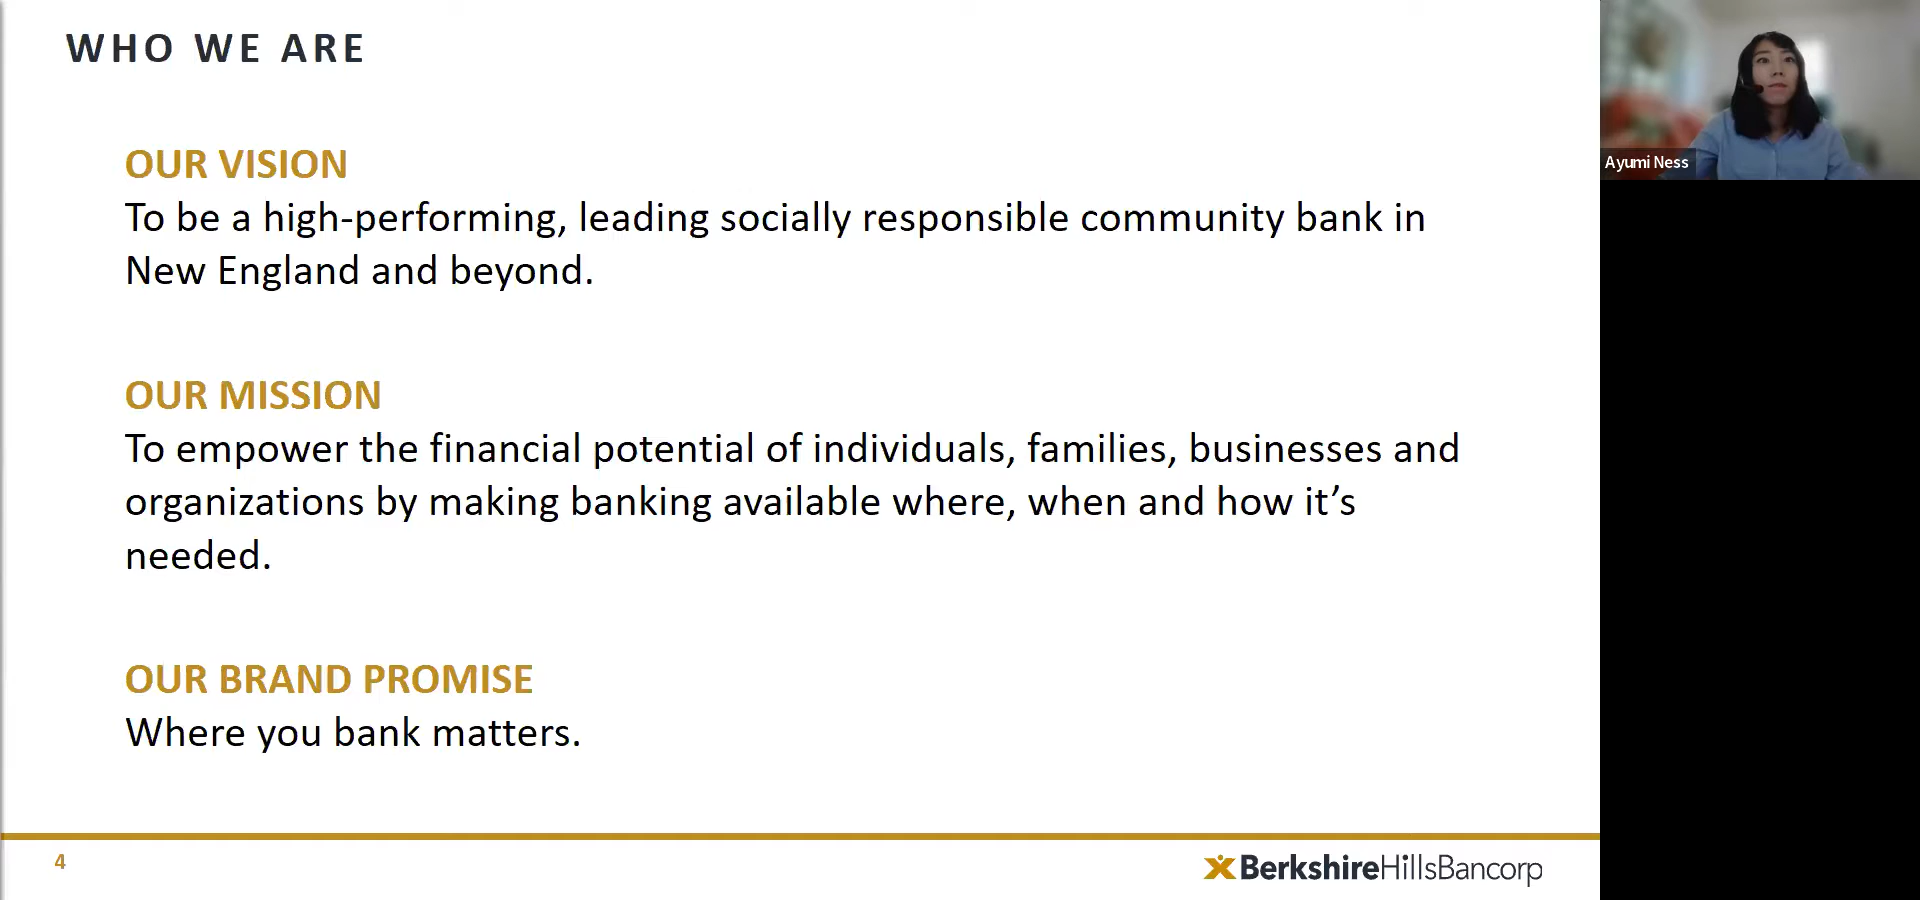 WHO WE ARE
OUR VISION
To be a high-performing, leading socially responsible community bank in
New England and beyond.
OUR MISSION
To empower the financial potential of individuals, families, businesses and
organizations by making banking available where, when and how it’s
needed.
OUR BRAND PROMISE
Where you bank matters.
4
BerkshireHillsBancorp
Ayumi Ness